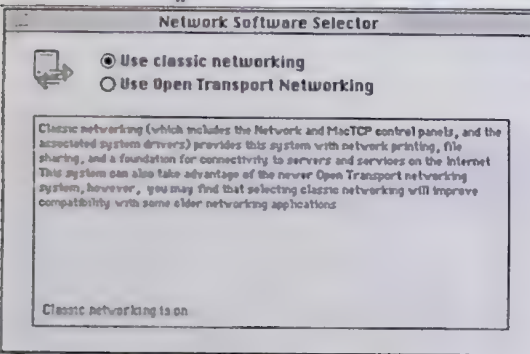 Network Software Selector
Use classic networking
Use Open Transport Networking
Classic networking (which includes the Network and MacTCP control panels, and the
associated system drivers) provides this system with network printing, file
sharing, and a foundation for connectivity to servers and services on the Internet
This system can also take advantage of the newer Open Transport networking
system, however, you may find that selecting classic networking will improve
compatibility with some older networking applications
Classic networking is on